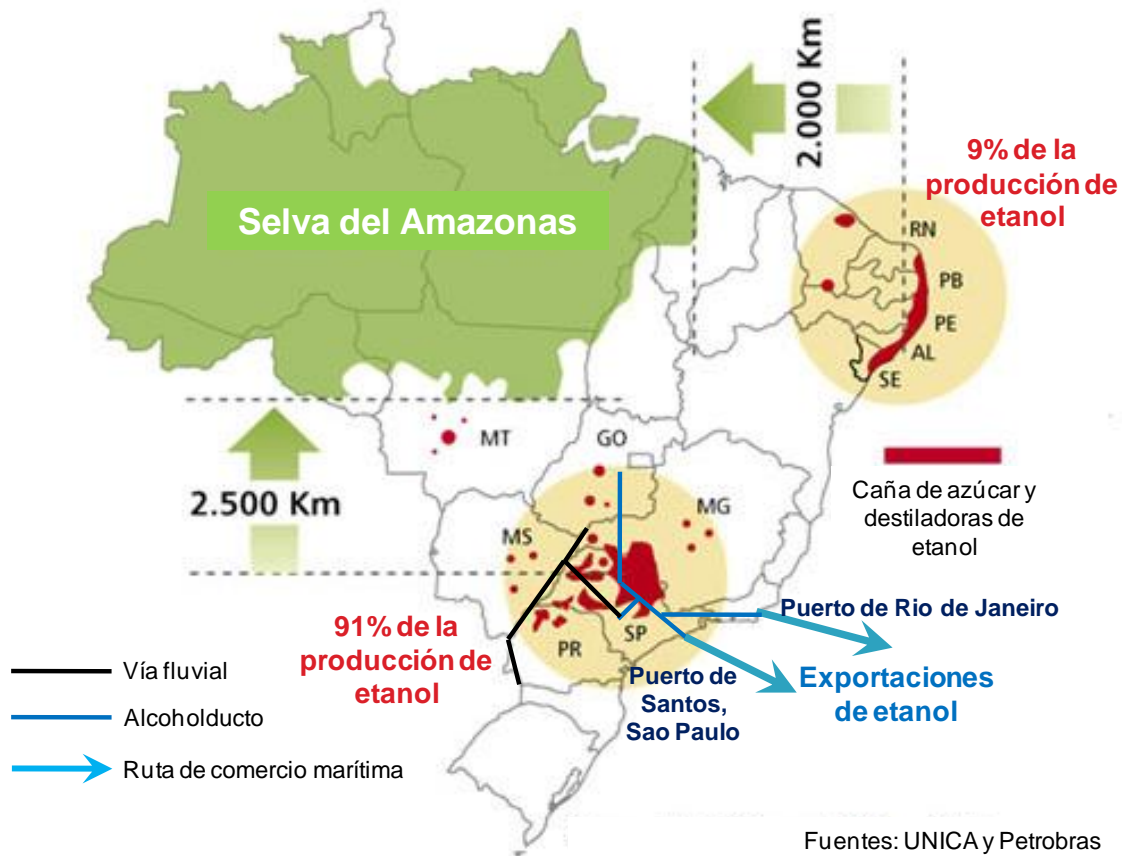 2.000 Km
9% de la
producción de
etanol
Selva del Amazonas
RN
PB
PE
AL
SE
MT
GO
2.500 Km
MS
MG
Caña de azúcar y
destiladoras de
etanol
91% de la
producción de
etanol
PR
SP
Puerto de Rio de Janeiro
Puerto de
Santos,
Sao Paulo
Exportaciones
de etanol
Vía fluvial
Alcoholducto
Ruta de comercio marítima
Fuentes: UNICA y Petrobras